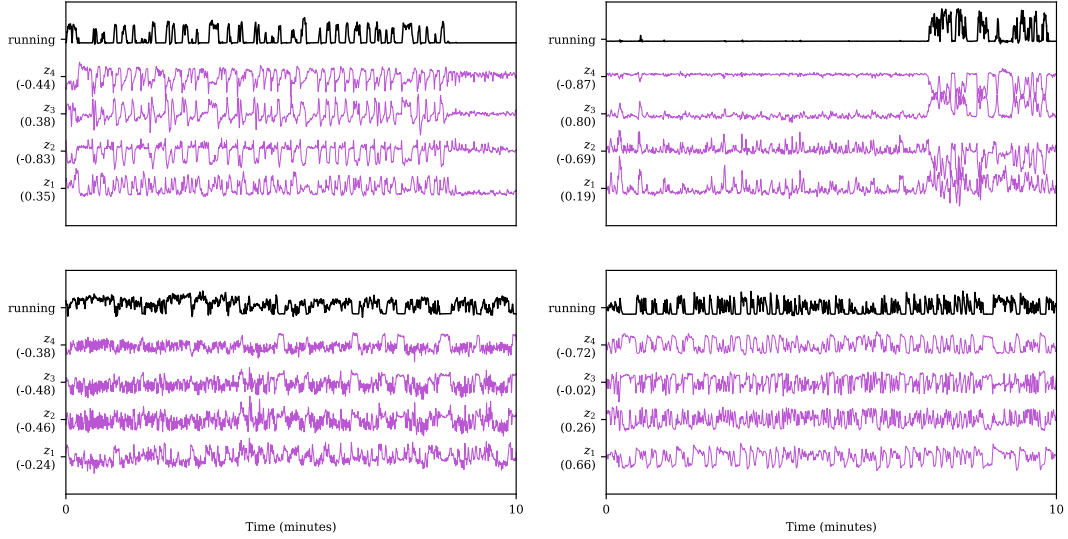 running
z4
(-0.44)
z3
(0.38)
z2
(-0.83)
z1
(0.35)
running
z4
(-0.87)
z3
(0.80)
z2
(-0.69)
z1
(0.19)
running
z4
(-0.38)
z3
(-0.48)
z2
(-0.46)
z1
(-0.24)
0
10
Time (minutes)
running
z4
(-0.72)
z3
(-0.02)
z2
(0.26)
z1
(0.66)
0
10
Time (minutes)